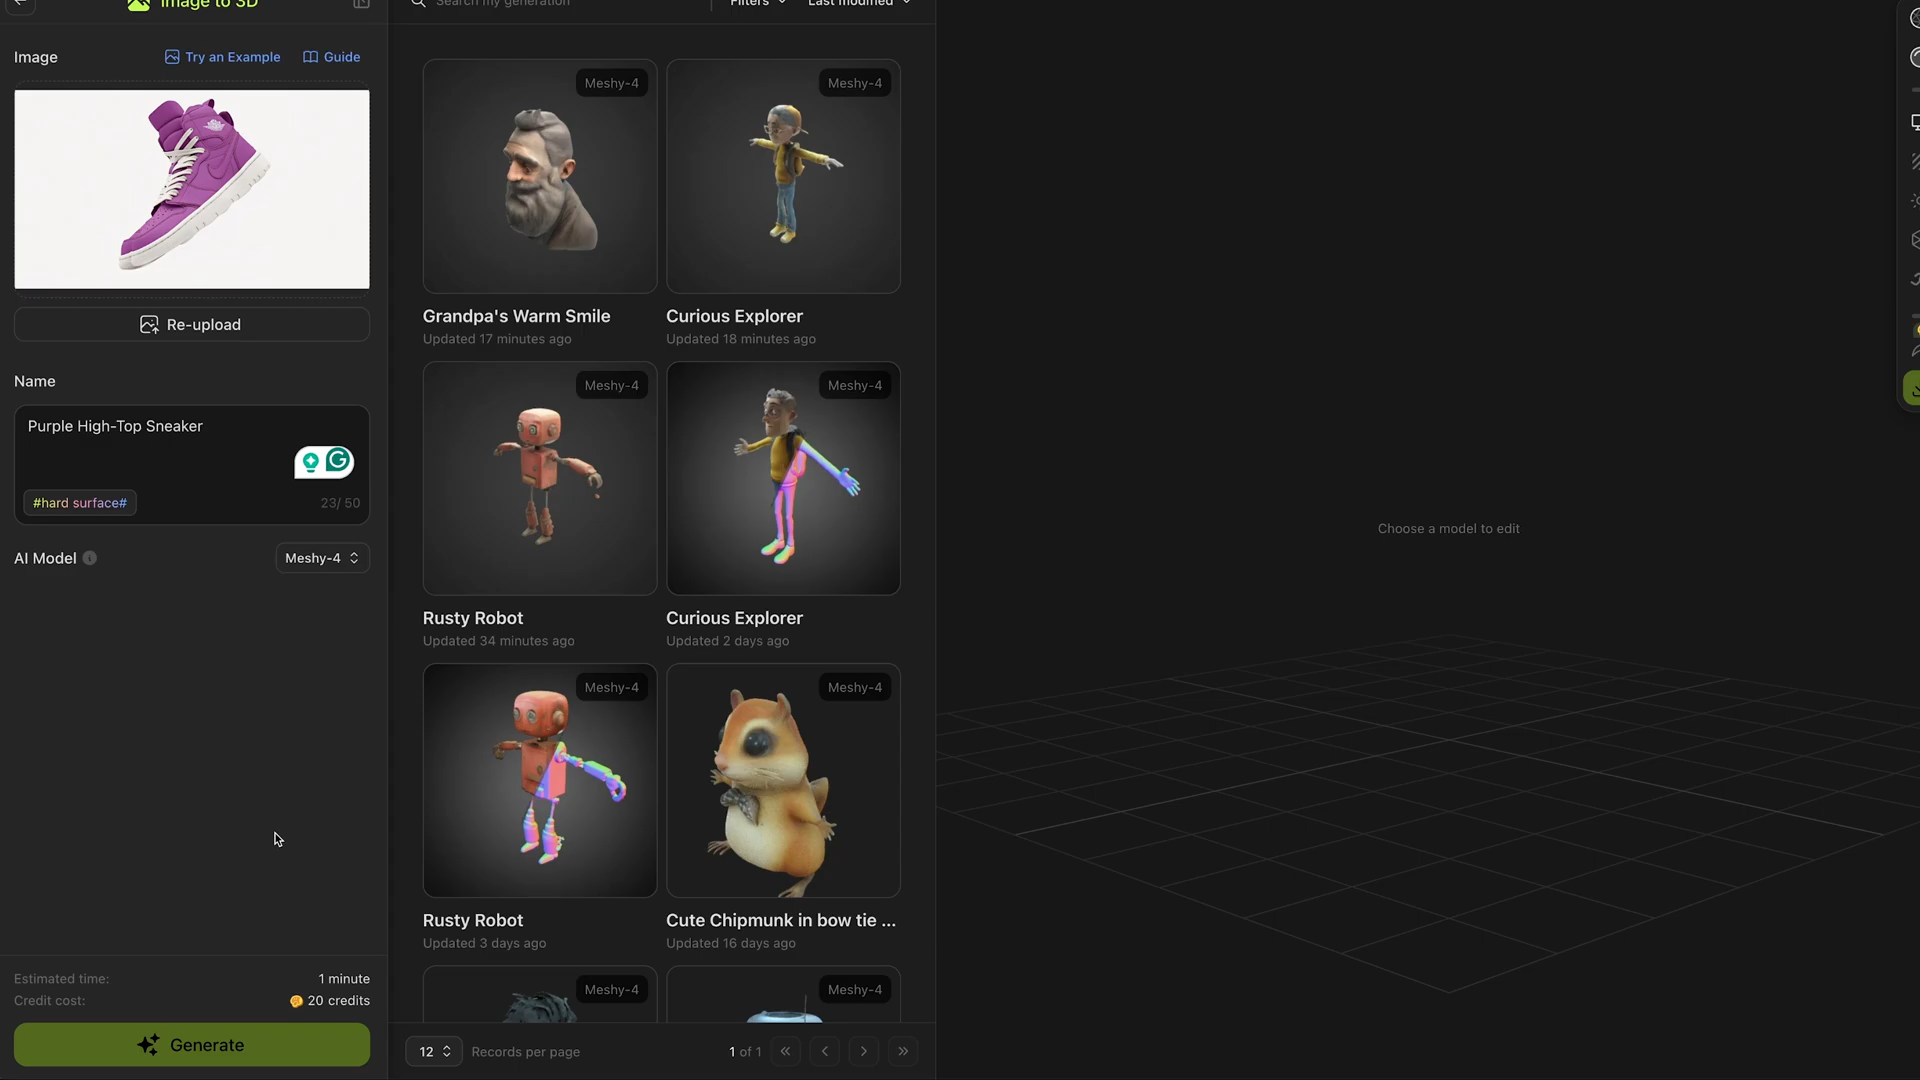 Image to 3D
Search my generation
Filters
Last modified
Image
Try an Example
Guide
Re-upload
Name
Purple High-Top Sneaker
#hard surface#
23/ 50
AI Model
Meshy-4
Estimated time:
1 minute
Credit cost:
20 credits
Generate
Meshy-4
Meshy-4
Grandpa's Warm Smile
Curious Explorer
Updated 17 minutes ago
Updated 18 minutes ago
Meshy-4
Meshy-4
Rusty Robot
Curious Explorer
Updated 34 minutes ago
Updated 2 days ago
Meshy-4
Meshy-4
Rusty Robot
Cute Chipmunk in bow tie ...
Updated 3 days ago
Updated 16 days ago
Meshy-4
Meshy-4
12
Records per page
1 of 1
Choose a model to edit